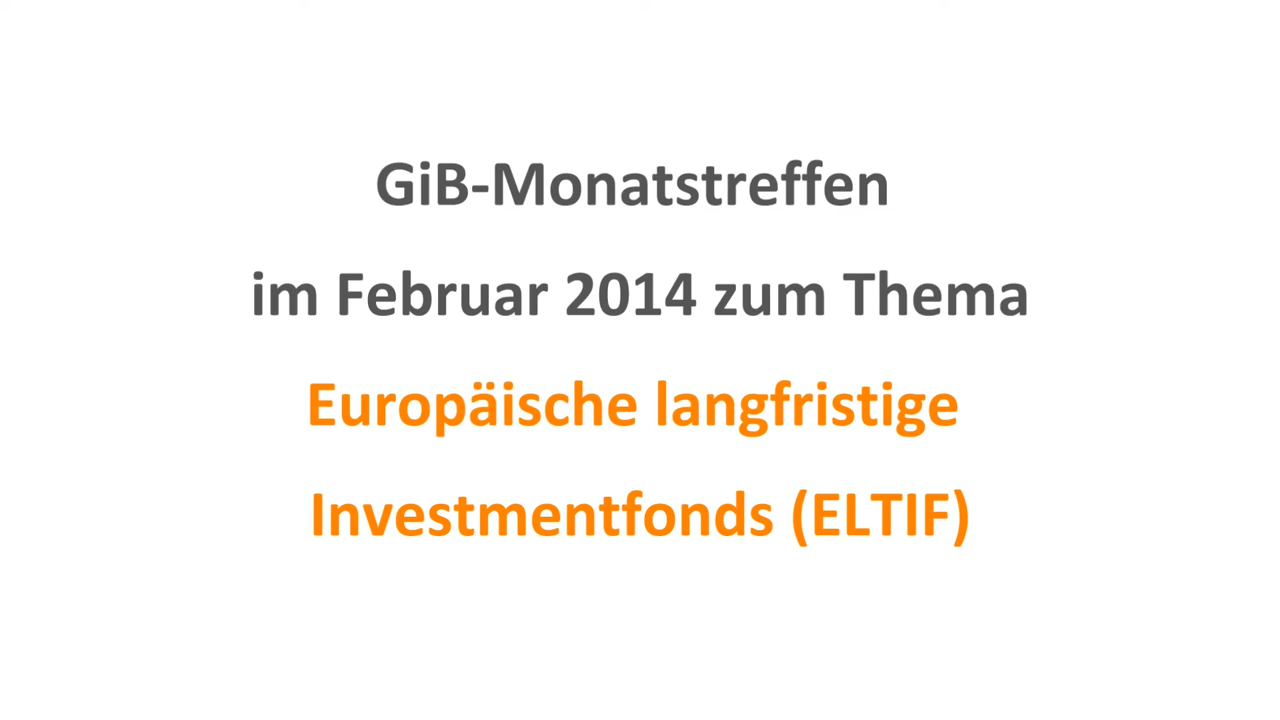 GiB-Monatstreffen
im Februar 2014 zum Thema
Europäische langfristige
Investmentfonds (ELTIF)